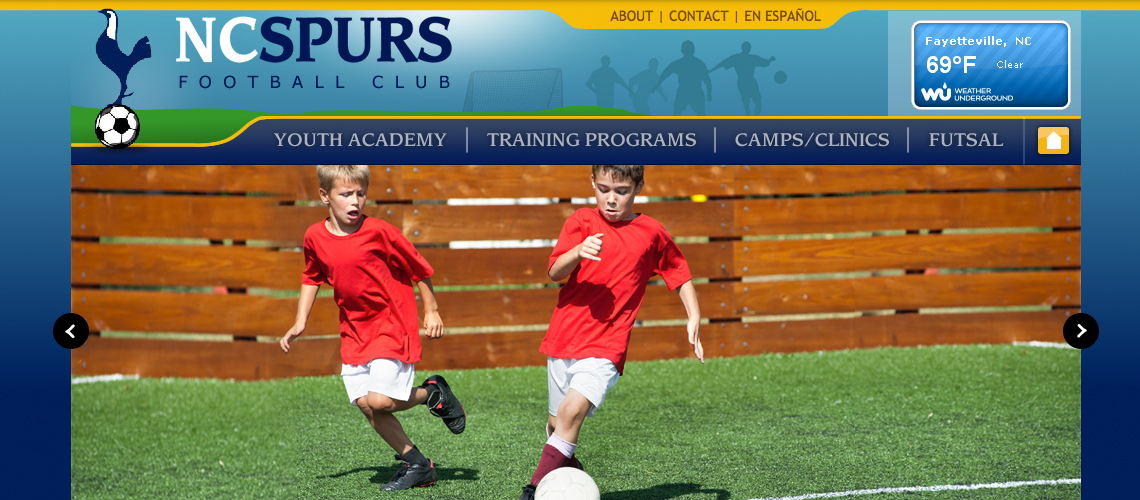 ABOUT | CONTACT | EN ESPAÑOL
NCSPURS
FOOTBALL CLUB
Fayetteville, NC
69°F Clear
wu WEATHER
UNDERGROUND
YOUTH ACADEMY | TRAINING PROGRAMS | CAMPS/CLINICS | FUTSAL